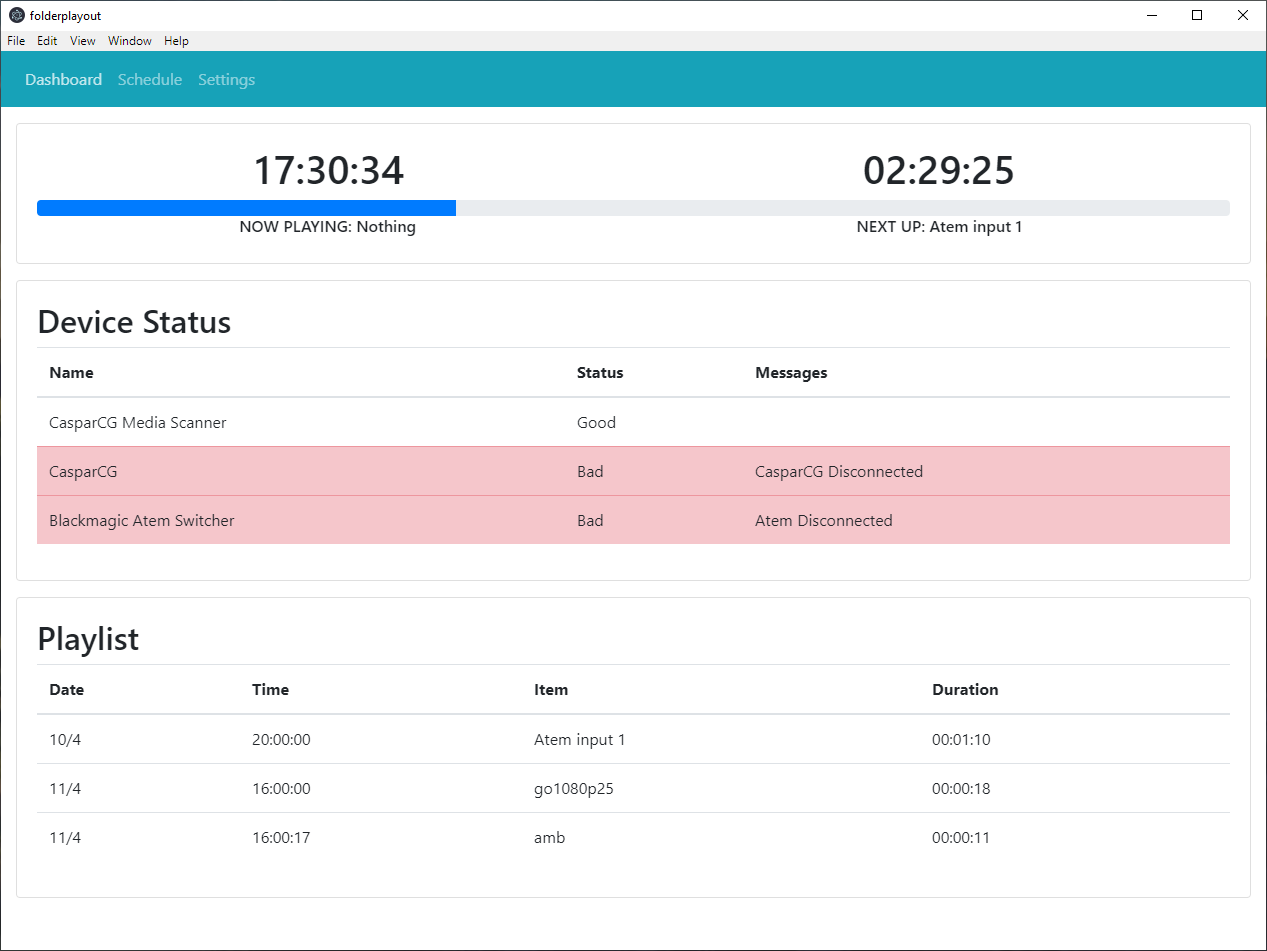 folderplayout
File Edit View Window Help
Dashboard Schedule Settings
17:30:34 02:29:25
NOW PLAYING: Nothing NEXT UP: Atem input 1
Device Status
Name Status Messages
CasparCG Media Scanner Good
CasparCG Bad CasparCG Disconnected
Blackmagic Atem Switcher Bad Atem Disconnected
Playlist
Date Time Item Duration
10/4 20:00:00 Atem input 1 00:01:10
11/4 16:00:00 go1080p25 00:00:18
11/4 16:00:17 amb 00:00:11